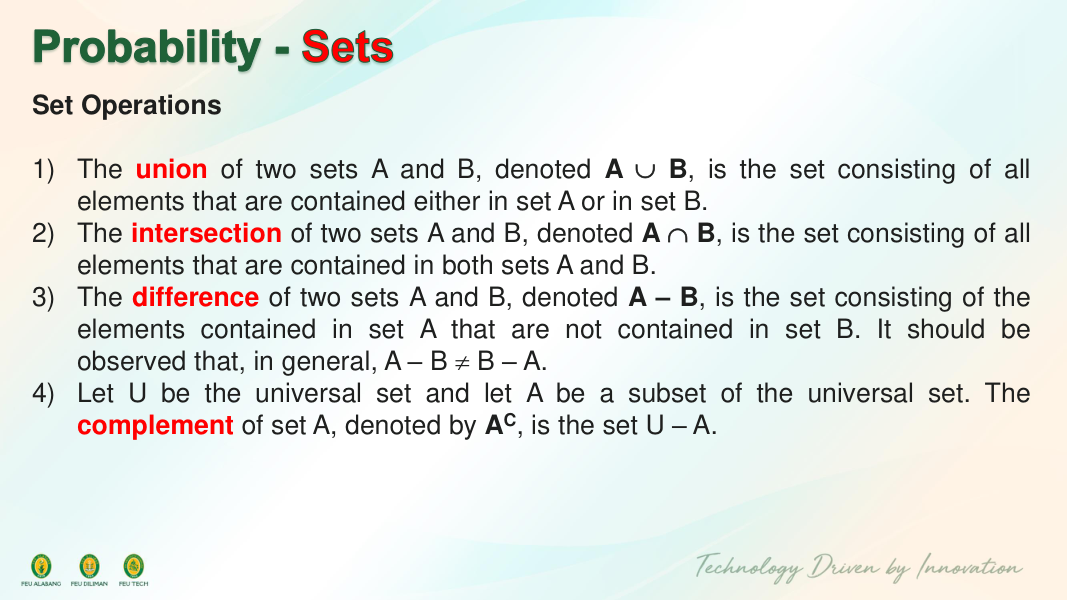 Probability - Sets
Set Operations
1) The union of two sets A and B, denoted A ∪ B, is the set consisting of all
elements that are contained either in set A or in set B.
2) The intersection of two sets A and B, denoted A ∩ B, is the set consisting of all
elements that are contained in both sets A and B.
3) The difference of two sets A and B, denoted A – B, is the set consisting of the
elements contained in set A that are not contained in set B. It should be
observed that, in general, A – B ≠ B – A.
4) Let U be the universal set and let A be a subset of the universal set. The
complement of set A, denoted by Aᶜ, is the set U – A.
FEU ALABANG FEU DILIMAN FEU TECH
Technology Driven by Innovation